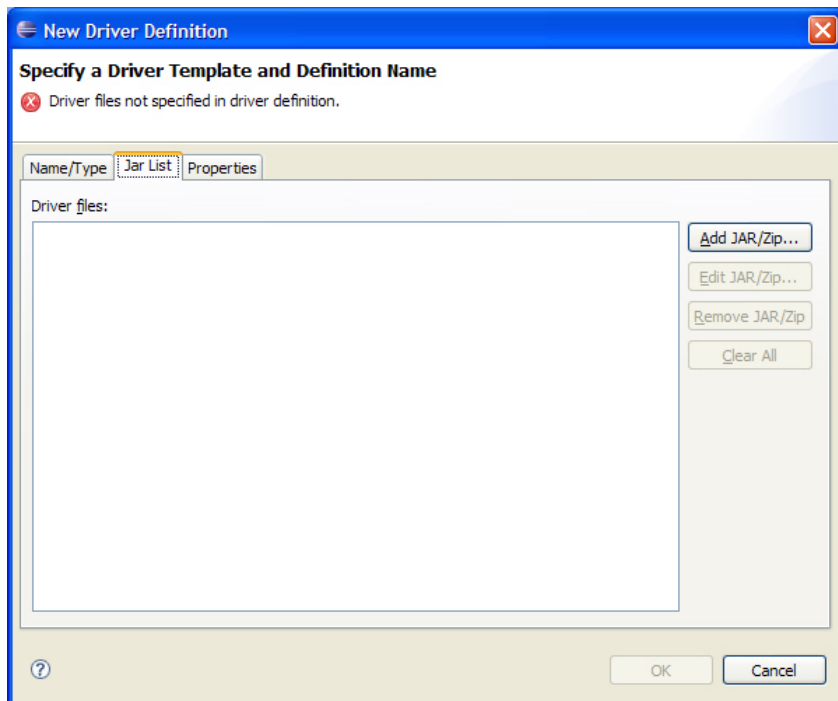 New Driver Definition
Specify a Driver Template and Definition Name
Driver files not specified in driver definition.
Name/Type Jar List Properties
Driver files:
Add JAR/Zip...
Edit JAR/Zip...
Remove JAR/Zip
Clear All
? OK Cancel